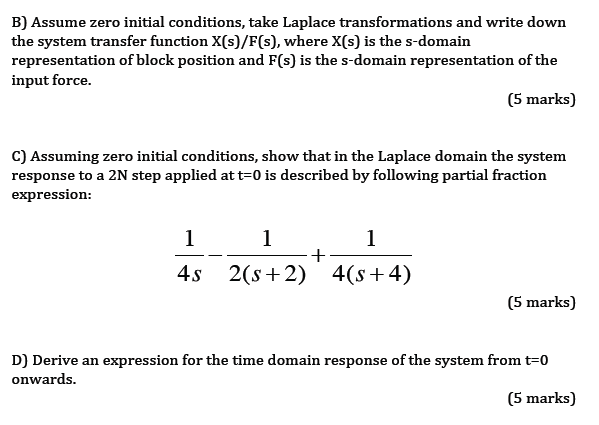 B) Assume zero initial conditions, take Laplace transformations and write down
the system transfer function X(s)/F(s), where X(s) is the s-domain
representation of block position and F(s) is the s-domain representation of the
input force.
(5 marks)
C) Assuming zero initial conditions, show that in the Laplace domain the system
response to a 2N step applied at t=0 is described by following partial fraction
expression:
1/4s − 1/2(s+2) + 1/4(s+4)
(5 marks)
D) Derive an expression for the time domain response of the system from t=0
onwards.
(5 marks)